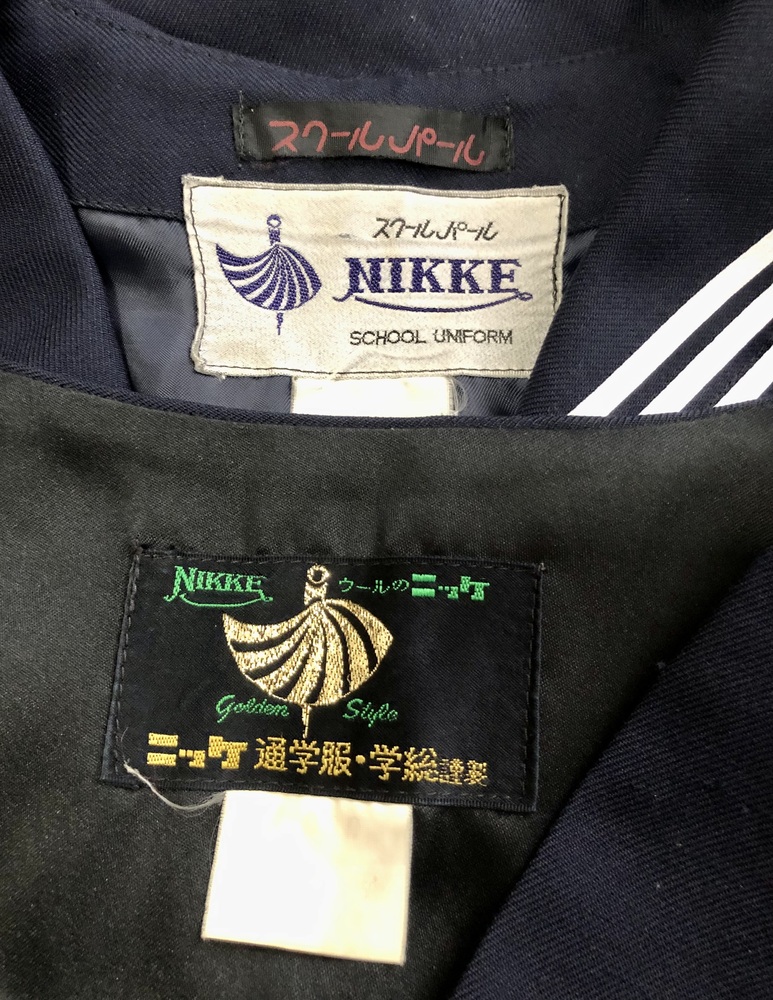 スクールパール
スクールパール
NIKKE
SCHOOL UNIFORM
NIKKE ウールのニッケ
Golden Style
ニッケ通学服・学総謹製